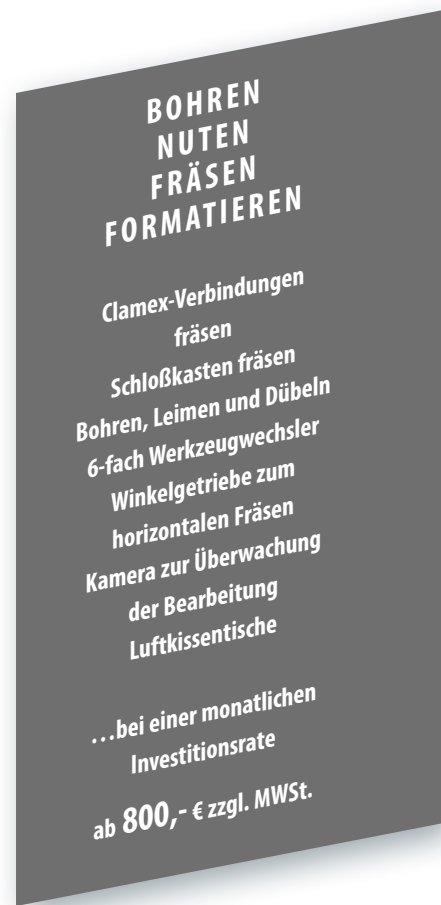 BOHREN
NUTEN
FRÄSEN
FORMATIEREN
Clamex-Verbindungen
fräsen
Schloßkasten fräsen
Bohren, Leimen und Dübeln
6-fach Werkzeugwechsler
Winkelgetriebe zum
horizontalen Fräsen
Kamera zur Überwachung
der Bearbeitung
Luftkissentische
…bei einer monatlichen
Investitionsrate
ab 800,- € zzgl. MWSt.